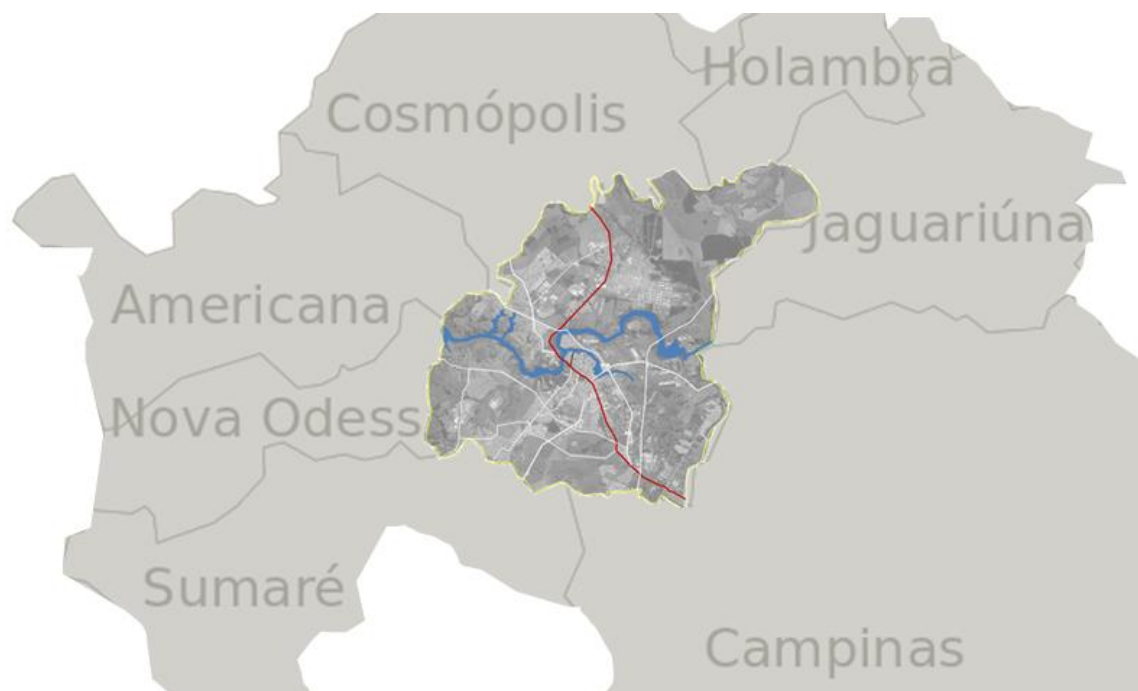 Holambra
Cosmópolis
Jaguariúna
Americana
Nova Odess
Sumaré
Campinas